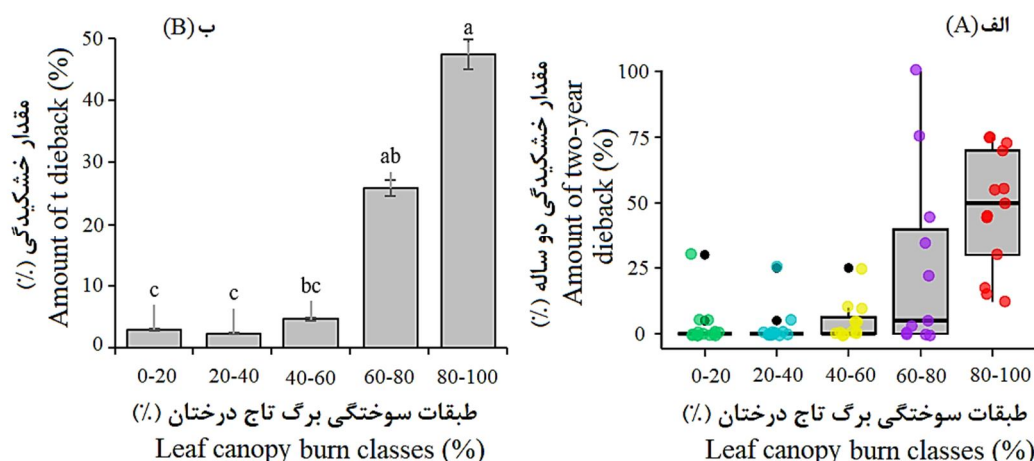 (B) ب
مقدار خشکیدگی (%)
Amount of t dieback (%)
50
40
30
20
10
0
c
c
bc
ab
a
0-20 20-40 40-60 60-80 80-100
طبقات سوختگی برگ تاج درختان (%)
Leaf canopy burn classes (%)
الف (A)
مقدار خشکیدگی دو ساله (%)
Amount of two-year
dieback (%)
100
75
50
25
0
0-20 20-40 40-60 60-80 80-100
طبقات سوختگی برگ تاج درختان (%)
Leaf canopy burn classes (%)